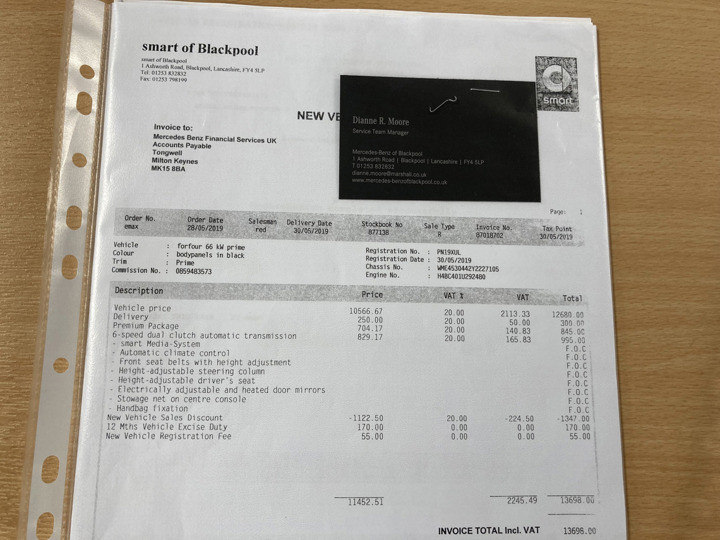 smart of Blackpool
smart of Blackpool
1 Ashworth Road, Blackpool, Lancashire, FY4 5LP
Tel: 01253 832832
Fax: 01253 798199
smart
NEW VE
Dianne R. Moore
Service Team Manager
Mercedes-Benz of Blackpool
1 Ashworth Road | Blackpool | Lancashire | FY4 5LP
T 01253 832832
dianne.moore@marshall.co.uk
www.mercedes-benzofblackpool.co.uk
Invoice to:
Mercedes Benz Financial Services UK
Accounts Payable
Tongwell
Milton Keynes
MK15 8BA
Page: 1
Order No. Order Date Salesman Delivery Date Stockbook No Sale Type Invoice No. Tax Point
emax 28/05/2019 red 30/05/2019 877138 R 87018702 30/05/2019
Vehicle : forfour 66 kW prime
Colour : bodypanels in black
Trim : Prime
Commission No. : 0859483573
Registration No. : PN19XUL
Registration Date : 30/05/2019
Chassis No. : WME4530442Y2227105
Engine No. : H4BC401U292480
Description Price VAT % VAT Total
Vehicle price 10566.67 20.00 2113.33 12680.00
Delivery 250.00 20.00 50.00 300.00
Premium Package 704.17 20.00 140.83 845.00
6-speed dual clutch automatic transmission 829.17 20.00 165.83 995.00
- smart Media-System F.O.C
- Automatic climate control F.O.C
- Front seat belts with height adjustment F.O.C
- Height-adjustable steering column F.O.C
- Height-adjustable driver's seat F.O.C
- Electrically adjustable and heated door mirrors F.O.C
- Stowage net on centre console F.O.C
- Handbag fixation F.O.C
New Vehicle Sales Discount -1122.50 20.00 -224.50 -1347.00
12 Mths Vehicle Excise Duty 170.00 0.00 0.00 170.00
New Vehicle Registration Fee 55.00 0.00 0.00 55.00
11452.51 2245.49 13698.00
INVOICE TOTAL Incl. VAT 13698.00